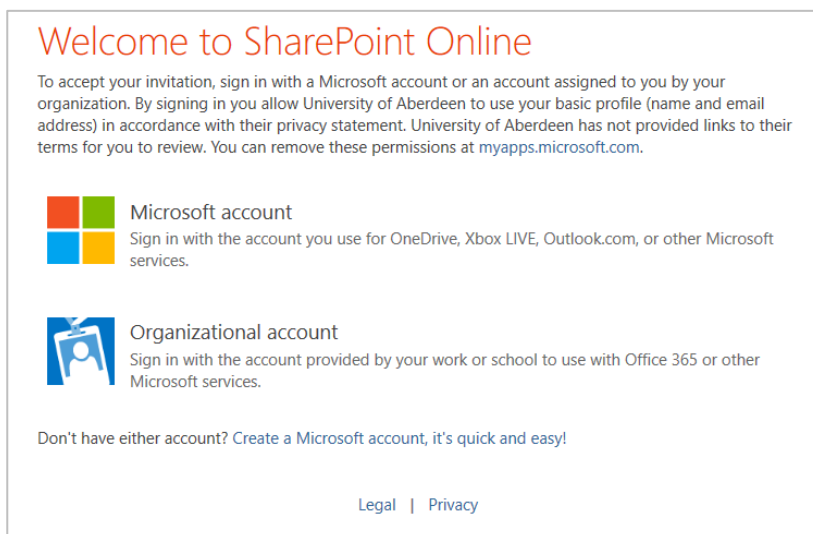 Welcome to SharePoint Online
To accept your invitation, sign in with a Microsoft account or an account assigned to you by your
organization. By signing in you allow University of Aberdeen to use your basic profile (name and email
address) in accordance with their privacy statement. University of Aberdeen has not provided links to their
terms for you to review. You can remove these permissions at myapps.microsoft.com.
Microsoft account
Sign in with the account you use for OneDrive, Xbox LIVE, Outlook.com, or other Microsoft
services.
Organizational account
Sign in with the account provided by your work or school to use with Office 365 or other
Microsoft services.
Don't have either account? Create a Microsoft account, it's quick and easy!
Legal | Privacy